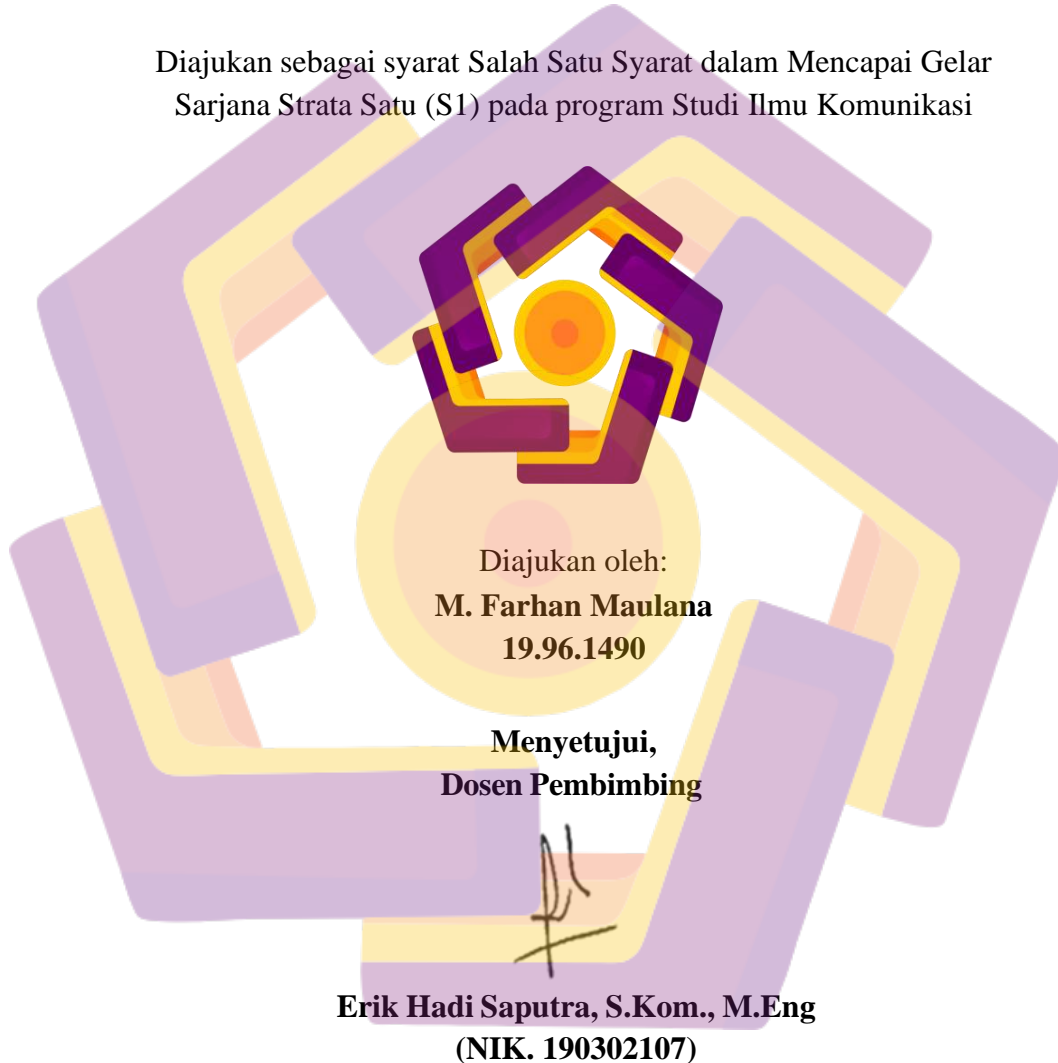 Diajukan sebagai syarat Salah Satu Syarat dalam Mencapai Gelar
Sarjana Strata Satu (S1) pada program Studi Ilmu Komunikasi
Diajukan oleh:
M. Farhan Maulana
19.96.1490
Menyetujui,
Dosen Pembimbing
Erik Hadi Saputra, S.Kom., M.Eng
(NIK. 190302107)